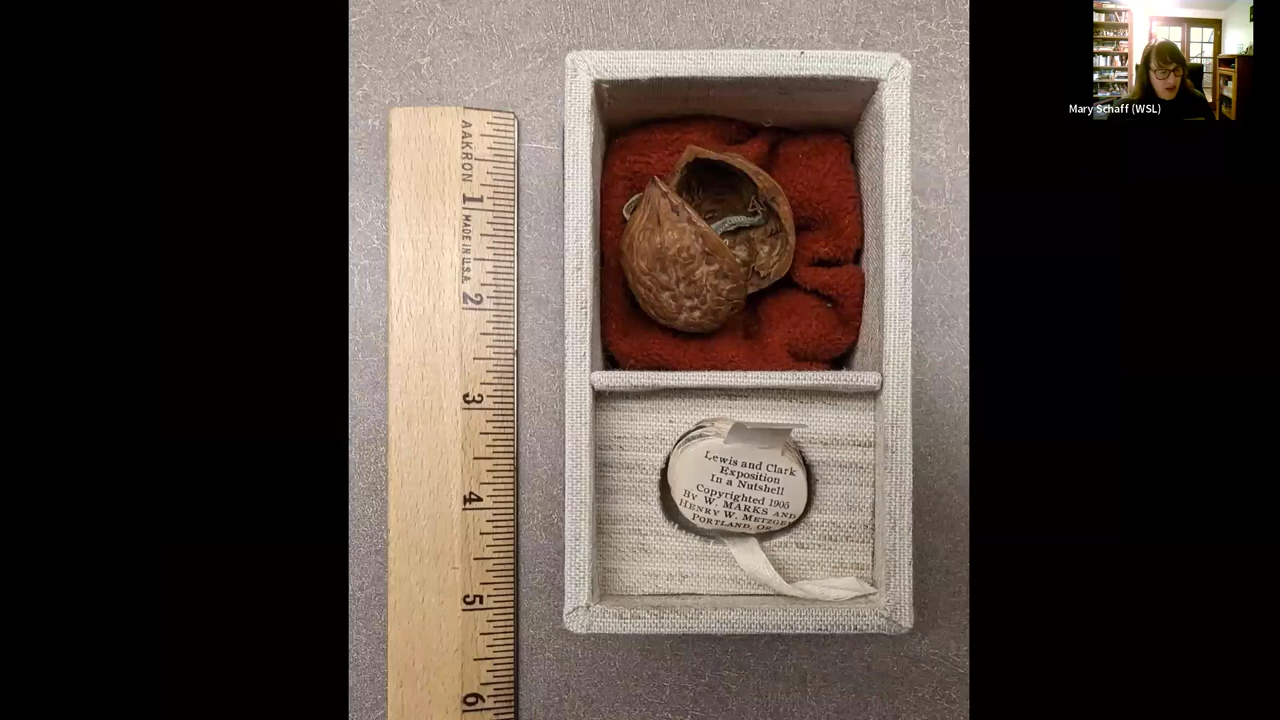 Mary Schaff (WSL)
AAKRON
MADE IN U.S.A.
1
2
3
4
5
6
Lewis and Clark
Exposition
In a Nutshell
Copyrighted 1905
By W. MARKS AND
HENRY W. METZGE
PORTLAND, OR